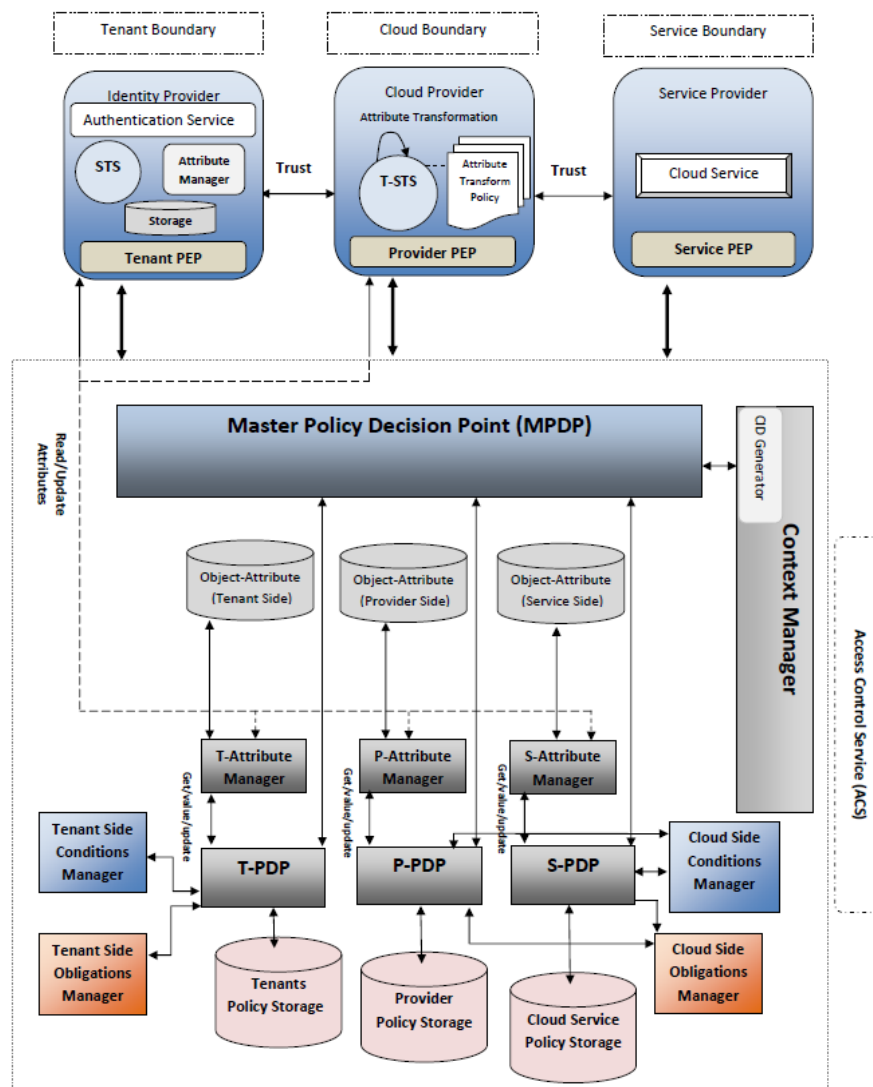 Tenant Boundary
Cloud Boundary
Service Boundary
Identity Provider
Authentication Service
STS
Attribute
Manager
Storage
Tenant PEP
Trust
Cloud Provider
Attribute Transformation
T-STS
Attribute
Transform
Policy
Provider PEP
Trust
Service Provider
Cloud Service
Service PEP
Read/Update
Attributes
Master Policy Decision Point (MPDP)
CID Generator
Context Manager
Access Control Service (ACS)
Object-Attribute
(Tenant Side)
Object-Attribute
(Provider Side)
Object-Attribute
(Service Side)
T-Attribute
Manager
P-Attribute
Manager
S-Attribute
Manager
Get/value/update
Get/value/update
Get/value/update
Tenant Side
Conditions
Manager
T-PDP
P-PDP
S-PDP
Cloud Side
Conditions
Manager
Tenant Side
Obligations
Manager
Tenants
Policy Storage
Provider
Policy Storage
Cloud Service
Policy Storage
Cloud Side
Obligations
Manager